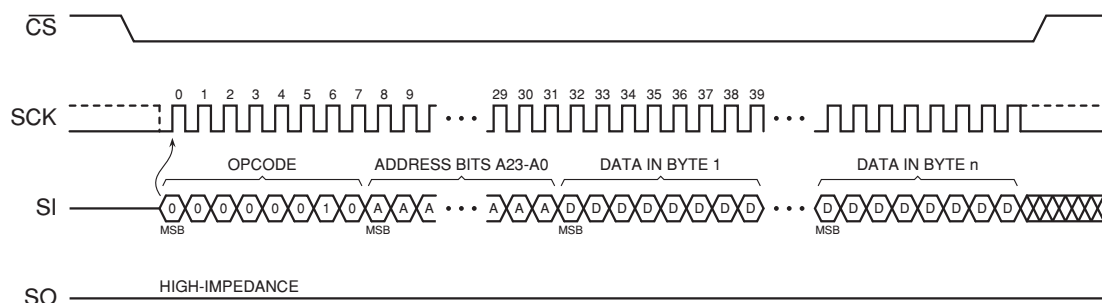 CS
SCK
0 1 2 3 4 5 6 7 8 9 29 30 31 32 33 34 35 36 37 38 39
OPCODE ADDRESS BITS A23-A0 DATA IN BYTE 1 DATA IN BYTE n
SI
0 0 0 0 0 0 1 0 A A A A A A D D D D D D D D D D D D D D D D
MSB MSB MSB MSB
HIGH-IMPEDANCE
SO